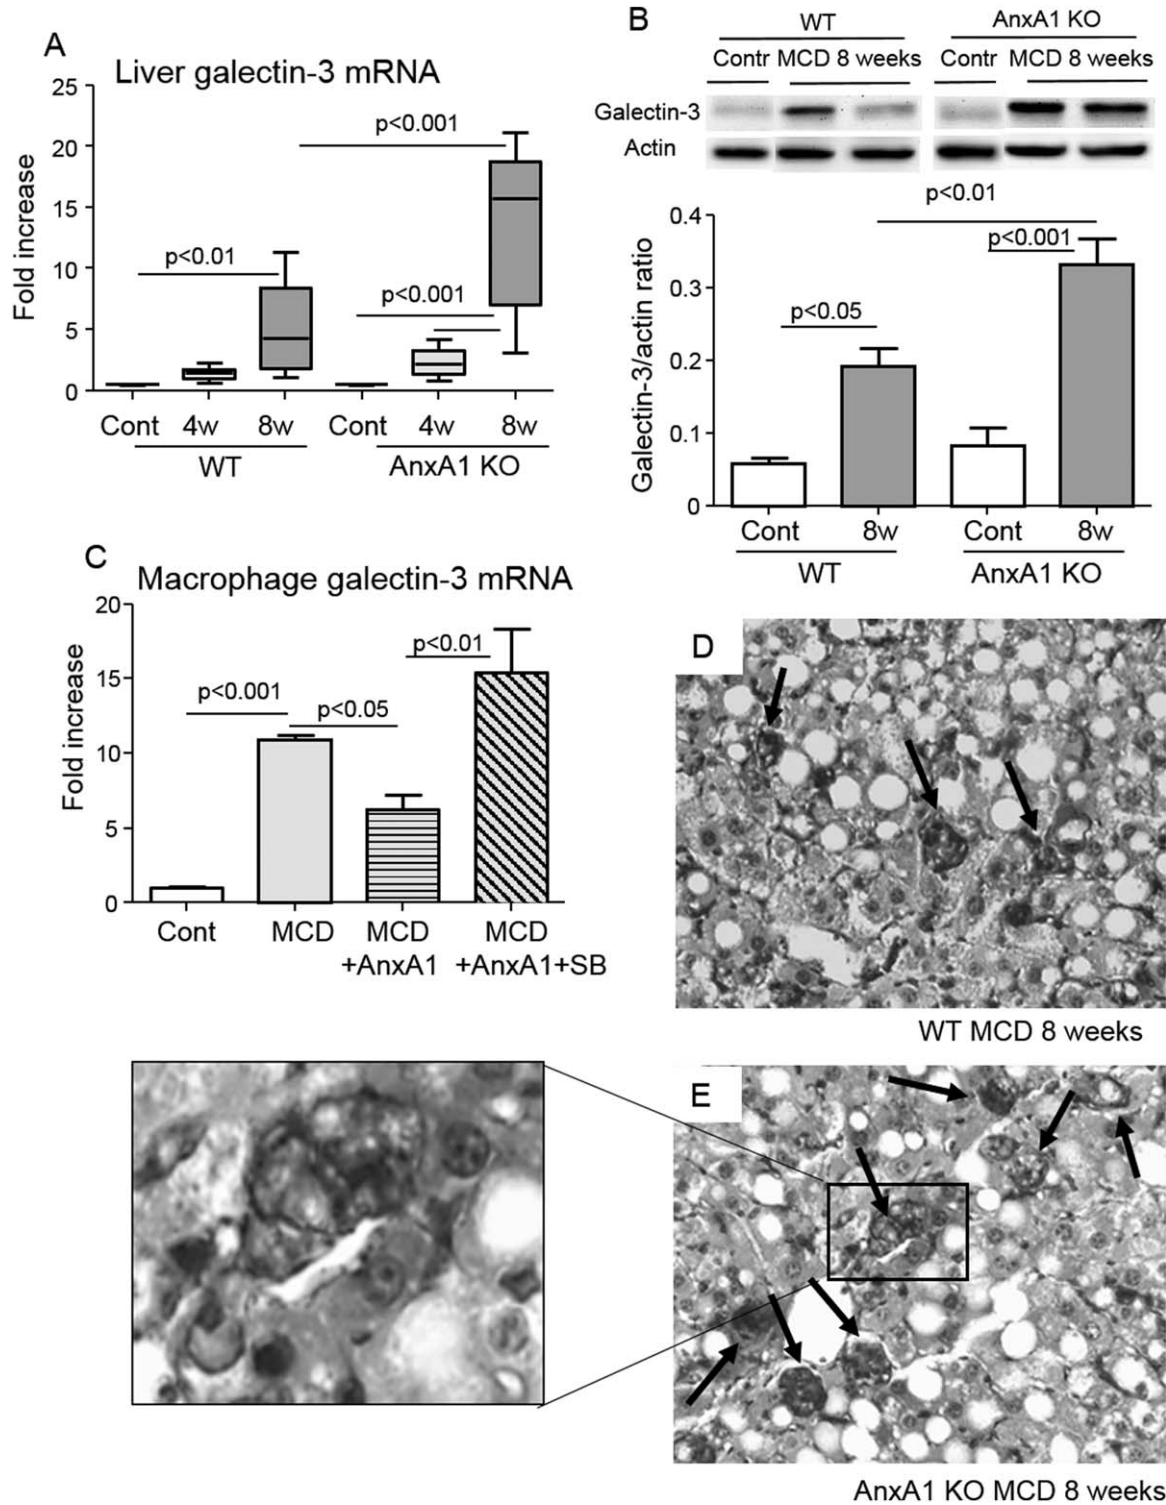 A
Liver galectin-3 mRNA
Fold increase
25
20
15
10
5
0
p<0.001
p<0.01
p<0.001
Cont 4w 8w Cont 4w 8w
WT AnxA1 KO
B
WT AnxA1 KO
Contr MCD 8 weeks Contr MCD 8 weeks
Galectin-3
Actin
Galectin-3/actin ratio
0.4
0.3
0.2
0.1
0
p<0.01
p<0.001
p<0.05
Cont 8w Cont 8w
WT AnxA1 KO
C
Macrophage galectin-3 mRNA
Fold increase
20
15
10
5
0
p<0.01
p<0.001
p<0.05
Cont MCD MCD MCD
+AnxA1 +AnxA1+SB
D
WT MCD 8 weeks
E
AnxA1 KO MCD 8 weeks